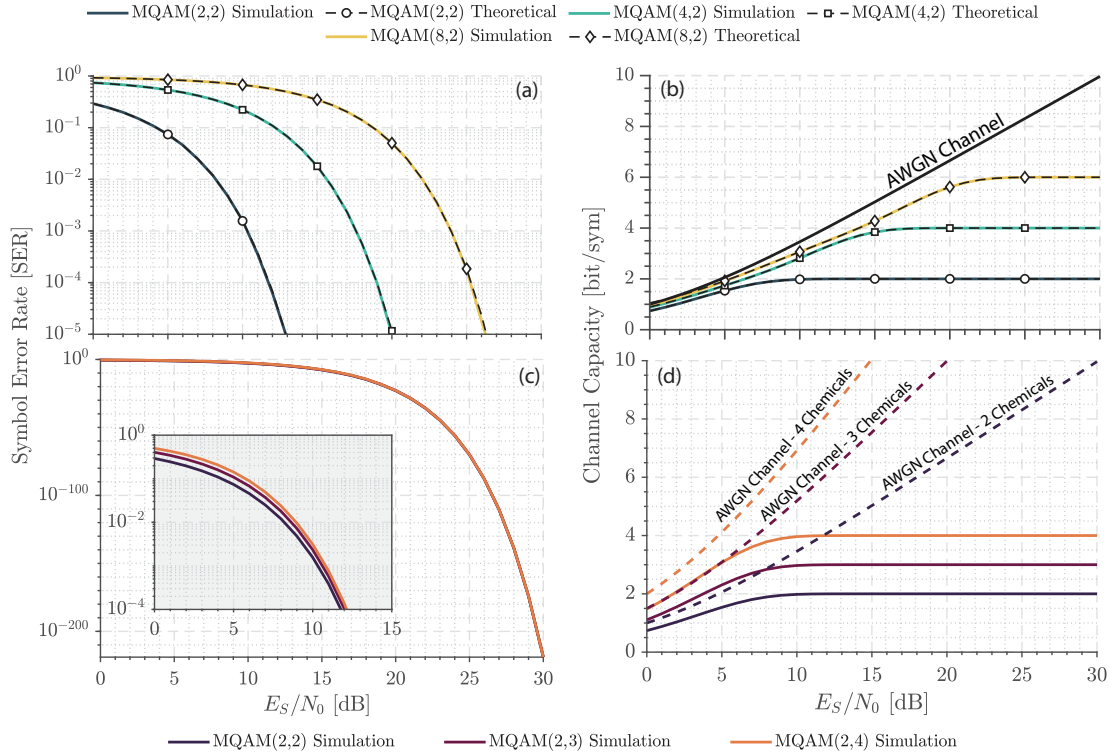 MQAM(2,2) Simulation MQAM(2,2) Theoretical MQAM(4,2) Simulation MQAM(4,2) Theoretical
MQAM(8,2) Simulation MQAM(8,2) Theoretical
Symbol Error Rate [SER]
10^0
10^-1
10^-2
10^-3
10^-4
10^-5
(a)
Channel Capacity [bit/sym]
10
8
6
4
2
0
(b)
AWGN Channel
10^0
10^-100
10^-200
(c)
10^0
10^-2
10^-4
0 5 10 15
0 5 10 15 20 25 30
E_S/N_0 [dB]
10
8
6
4
2
0
(d)
AWGN Channel - 4 Chemicals
AWGN Channel - 3 Chemicals
AWGN Channel - 2 Chemicals
0 5 10 15 20 25 30
E_S/N_0 [dB]
MQAM(2,2) Simulation MQAM(2,3) Simulation MQAM(2,4) Simulation